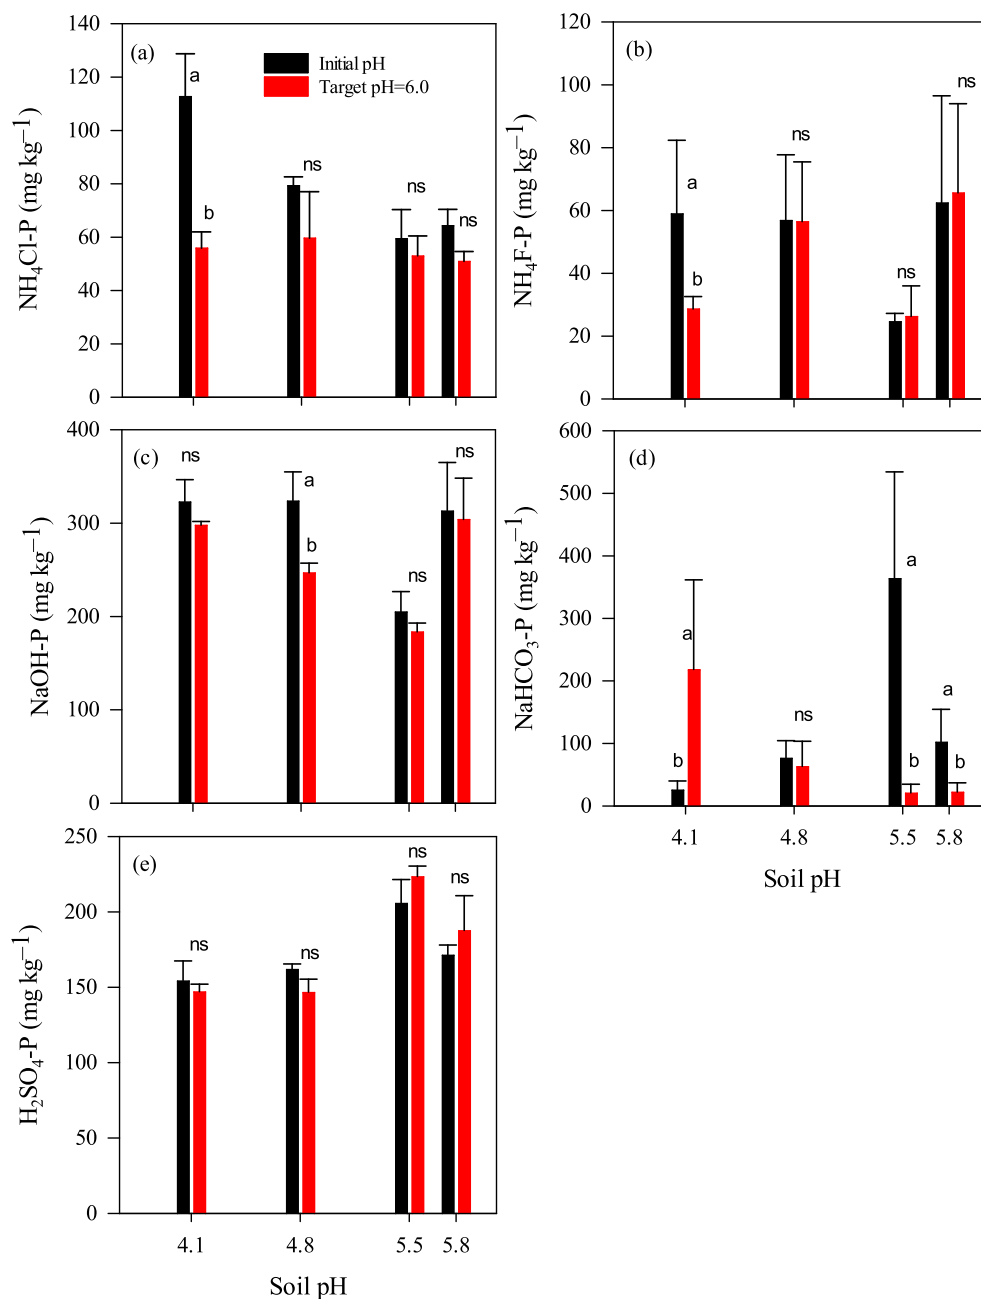 (a)
Initial pH
Target pH=6.0
NH₄Cl-P (mg kg⁻¹)
140
120
100
80
60
40
20
0
a
b
ns
ns
ns
(b)
NH₄F-P (mg kg⁻¹)
120
100
80
60
40
20
0
a
b
ns
ns
ns
(c)
NaOH-P (mg kg⁻¹)
400
300
200
100
0
ns
a
b
ns
ns
(d)
NaHCO₃-P (mg kg⁻¹)
600
500
400
300
200
100
0
b
a
ns
a
b
a
b
4.1 4.8 5.5 5.8
Soil pH
(e)
H₂SO₄-P (mg kg⁻¹)
250
200
150
100
50
0
ns
ns
ns
ns
4.1 4.8 5.5 5.8
Soil pH